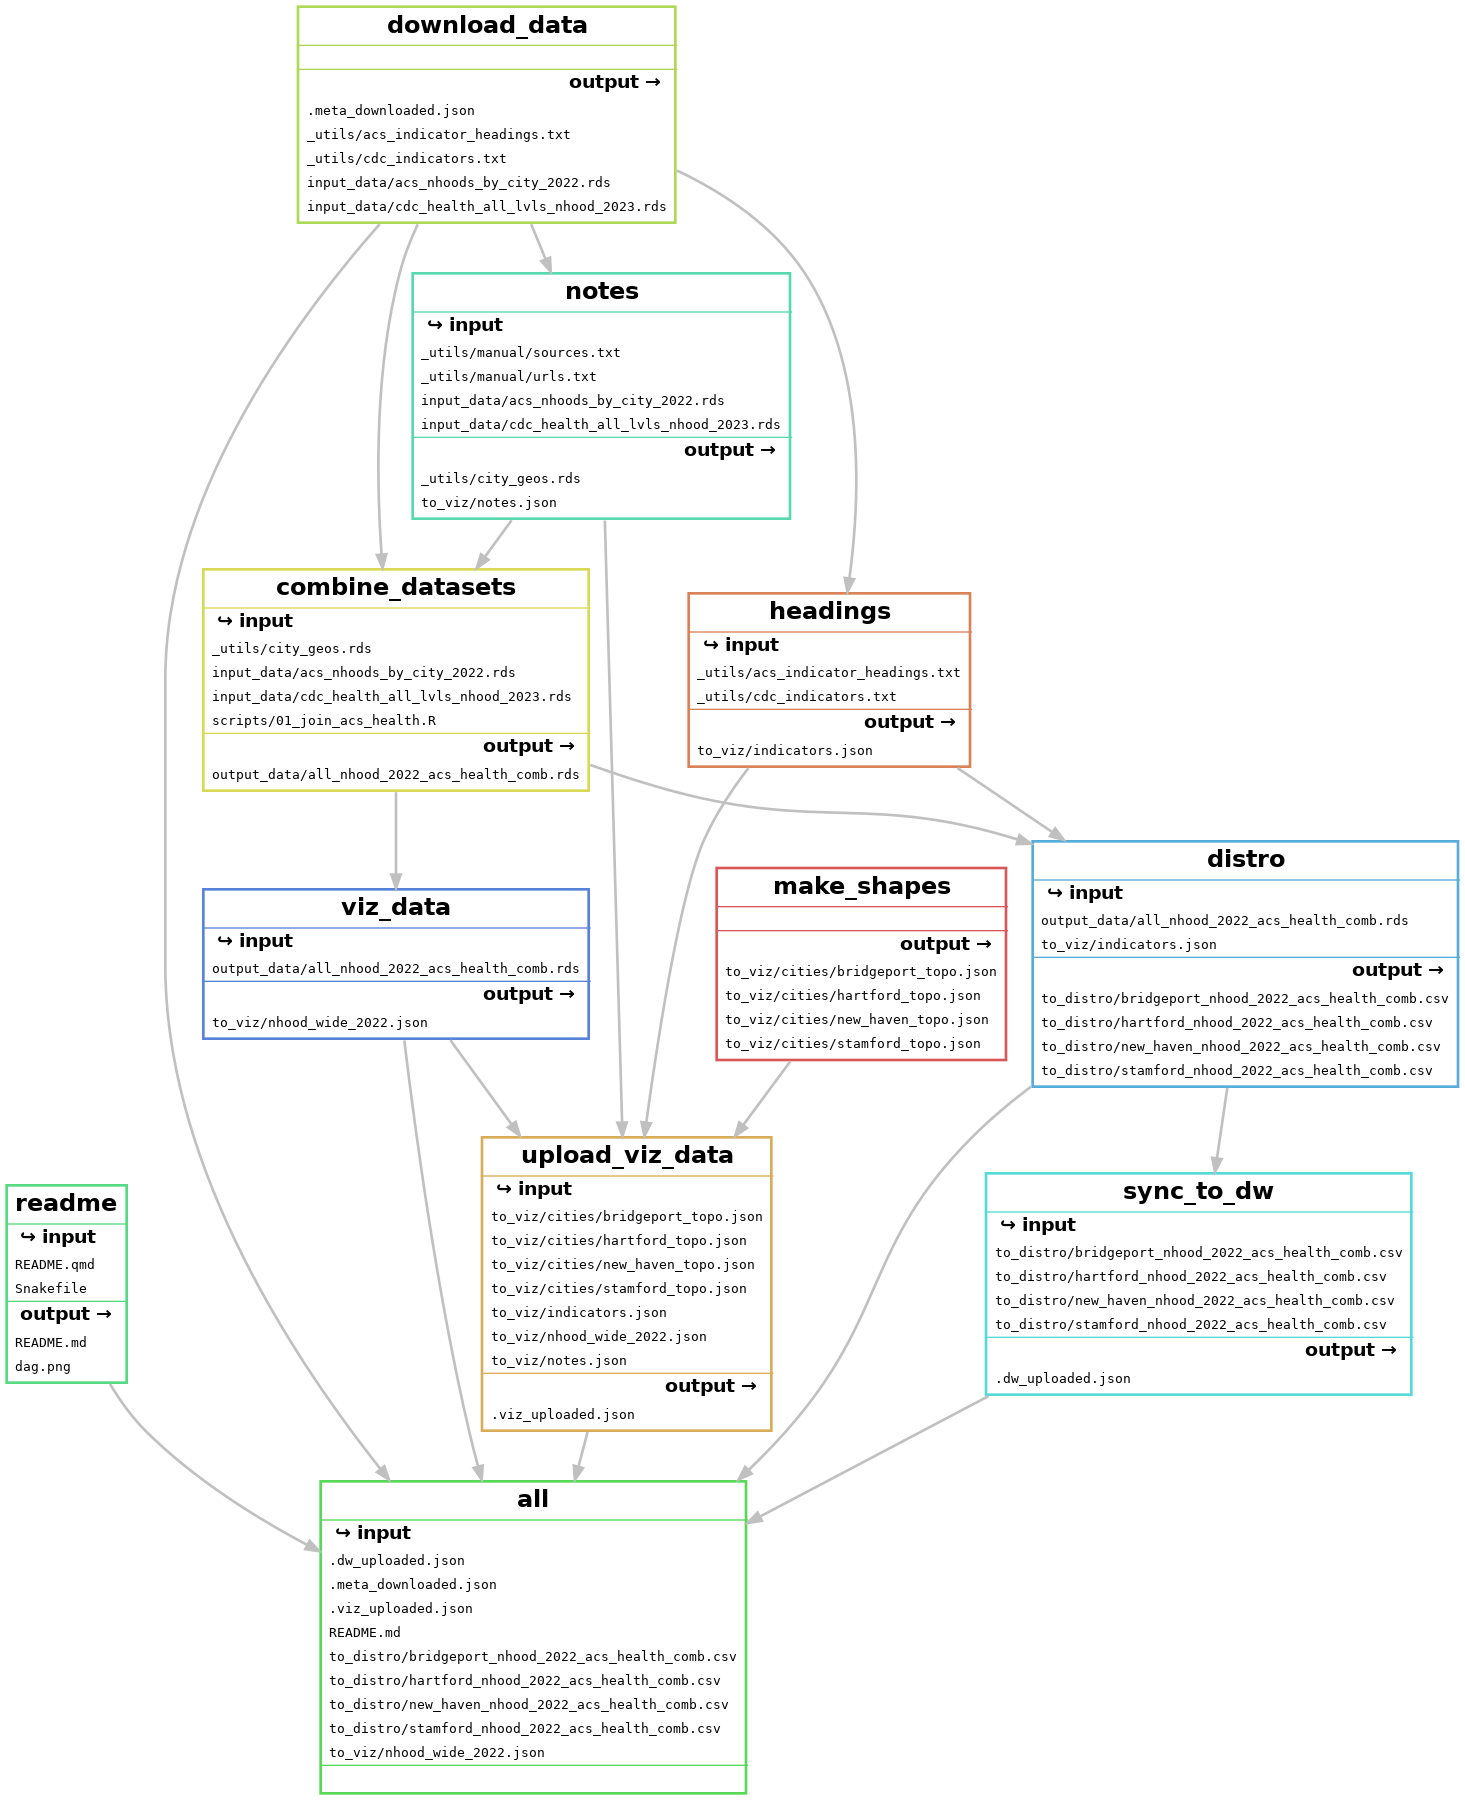 download_data
output →
.meta_downloaded.json
_utils/acs_indicator_headings.txt
_utils/cdc_indicators.txt
input_data/acs_nhoods_by_city_2022.rds
input_data/cdc_health_all_lvls_nhood_2023.rds
notes
↪ input
_utils/manual/sources.txt
_utils/manual/urls.txt
input_data/acs_nhoods_by_city_2022.rds
input_data/cdc_health_all_lvls_nhood_2023.rds
output →
_utils/city_geos.rds
to_viz/notes.json
combine_datasets
↪ input
_utils/city_geos.rds
input_data/acs_nhoods_by_city_2022.rds
input_data/cdc_health_all_lvls_nhood_2023.rds
scripts/01_join_acs_health.R
output →
output_data/all_nhood_2022_acs_health_comb.rds
headings
↪ input
_utils/acs_indicator_headings.txt
_utils/cdc_indicators.txt
output →
to_viz/indicators.json
distro
↪ input
output_data/all_nhood_2022_acs_health_comb.rds
to_viz/indicators.json
output →
to_distro/bridgeport_nhood_2022_acs_health_comb.csv
to_distro/hartford_nhood_2022_acs_health_comb.csv
to_distro/new_haven_nhood_2022_acs_health_comb.csv
to_distro/stamford_nhood_2022_acs_health_comb.csv
make_shapes
output →
to_viz/cities/bridgeport_topo.json
to_viz/cities/hartford_topo.json
to_viz/cities/new_haven_topo.json
to_viz/cities/stamford_topo.json
viz_data
↪ input
output_data/all_nhood_2022_acs_health_comb.rds
output →
to_viz/nhood_wide_2022.json
upload_viz_data
↪ input
to_viz/cities/bridgeport_topo.json
to_viz/cities/hartford_topo.json
to_viz/cities/new_haven_topo.json
to_viz/cities/stamford_topo.json
to_viz/indicators.json
to_viz/nhood_wide_2022.json
to_viz/notes.json
output →
.viz_uploaded.json
sync_to_dw
↪ input
to_distro/bridgeport_nhood_2022_acs_health_comb.csv
to_distro/hartford_nhood_2022_acs_health_comb.csv
to_distro/new_haven_nhood_2022_acs_health_comb.csv
to_distro/stamford_nhood_2022_acs_health_comb.csv
output →
.dw_uploaded.json
readme
↪ input
README.qmd
Snakefile
output →
README.md
dag.png
all
↪ input
.dw_uploaded.json
.meta_downloaded.json
.viz_uploaded.json
README.md
to_distro/bridgeport_nhood_2022_acs_health_comb.csv
to_distro/hartford_nhood_2022_acs_health_comb.csv
to_distro/new_haven_nhood_2022_acs_health_comb.csv
to_distro/stamford_nhood_2022_acs_health_comb.csv
to_viz/nhood_wide_2022.json